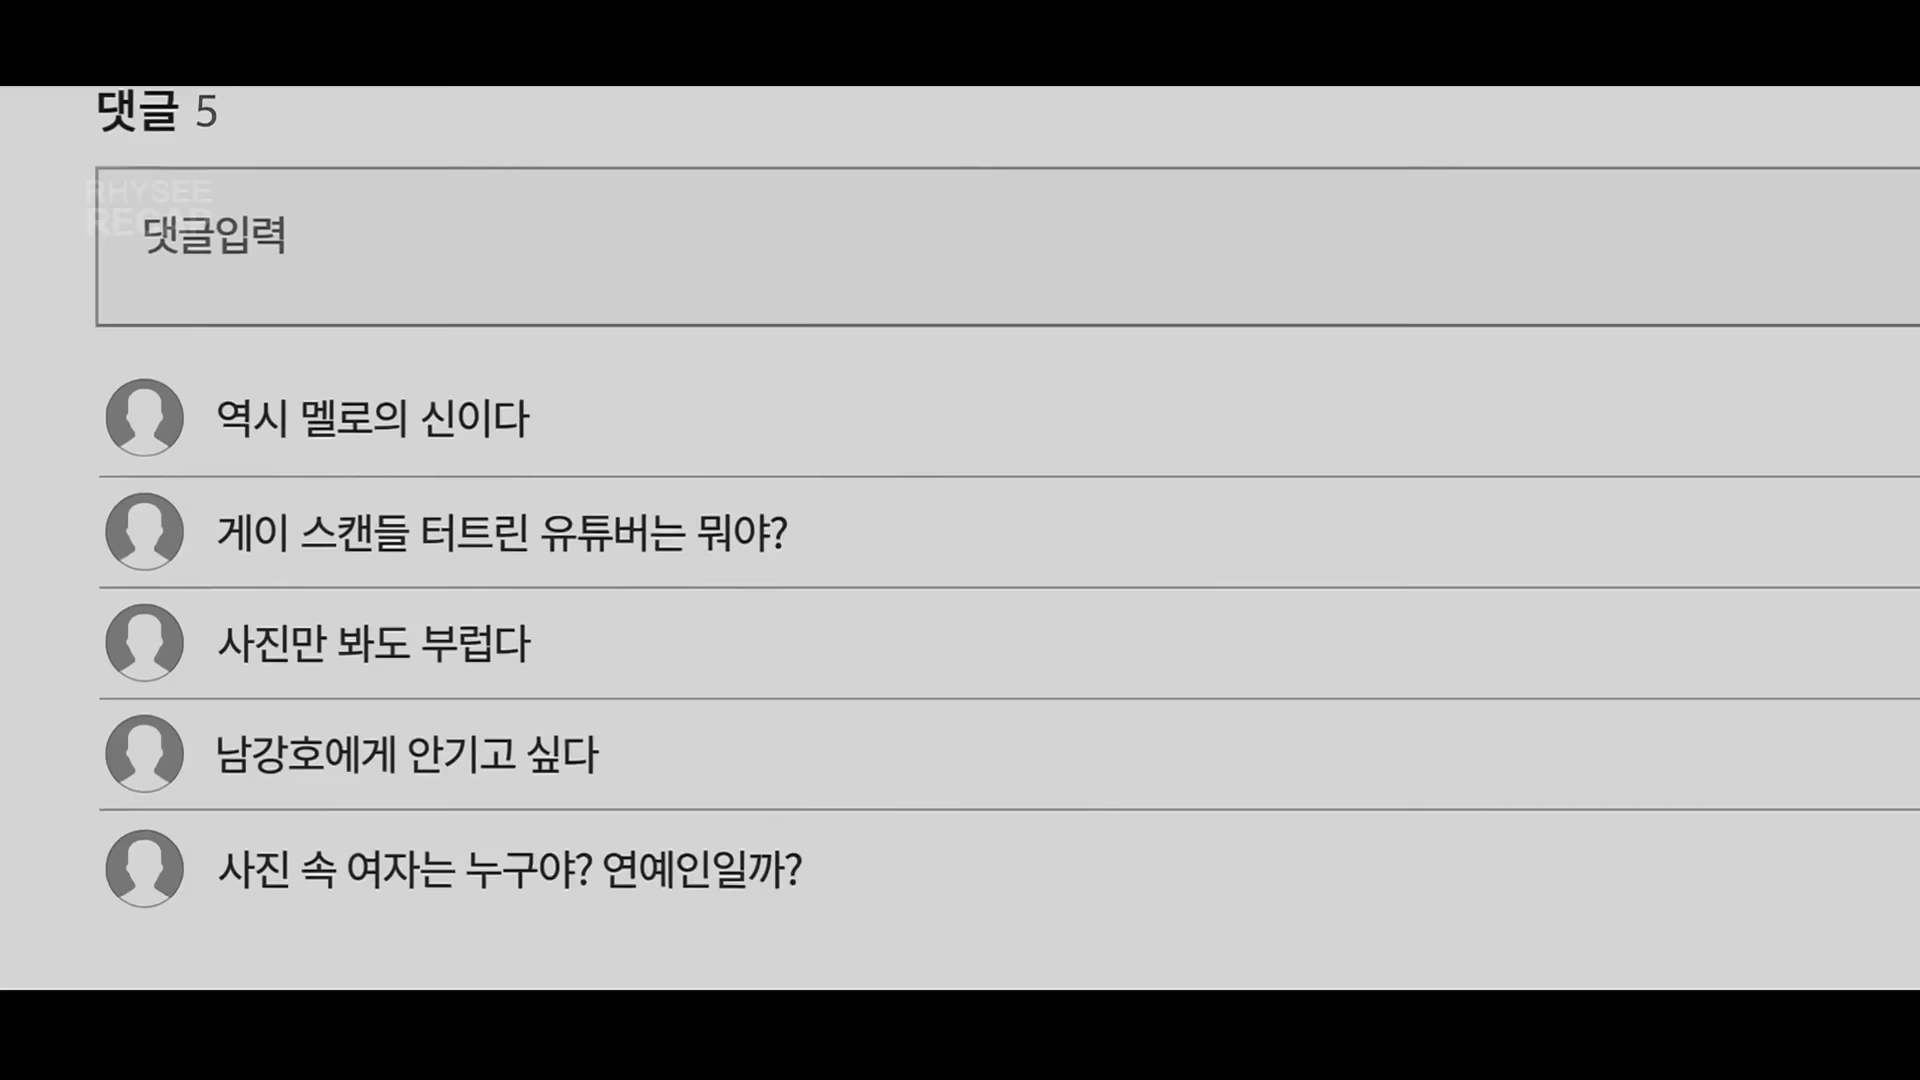 댓글 5
RHYSEE
RECAP
댓글입력
역시 멜로의 신이다
게이 스캔들 터트린 유튜버는 뭐야?
사진만 봐도 부럽다
남강호에게 안기고 싶다
사진 속 여자는 누구야? 연예인일까?